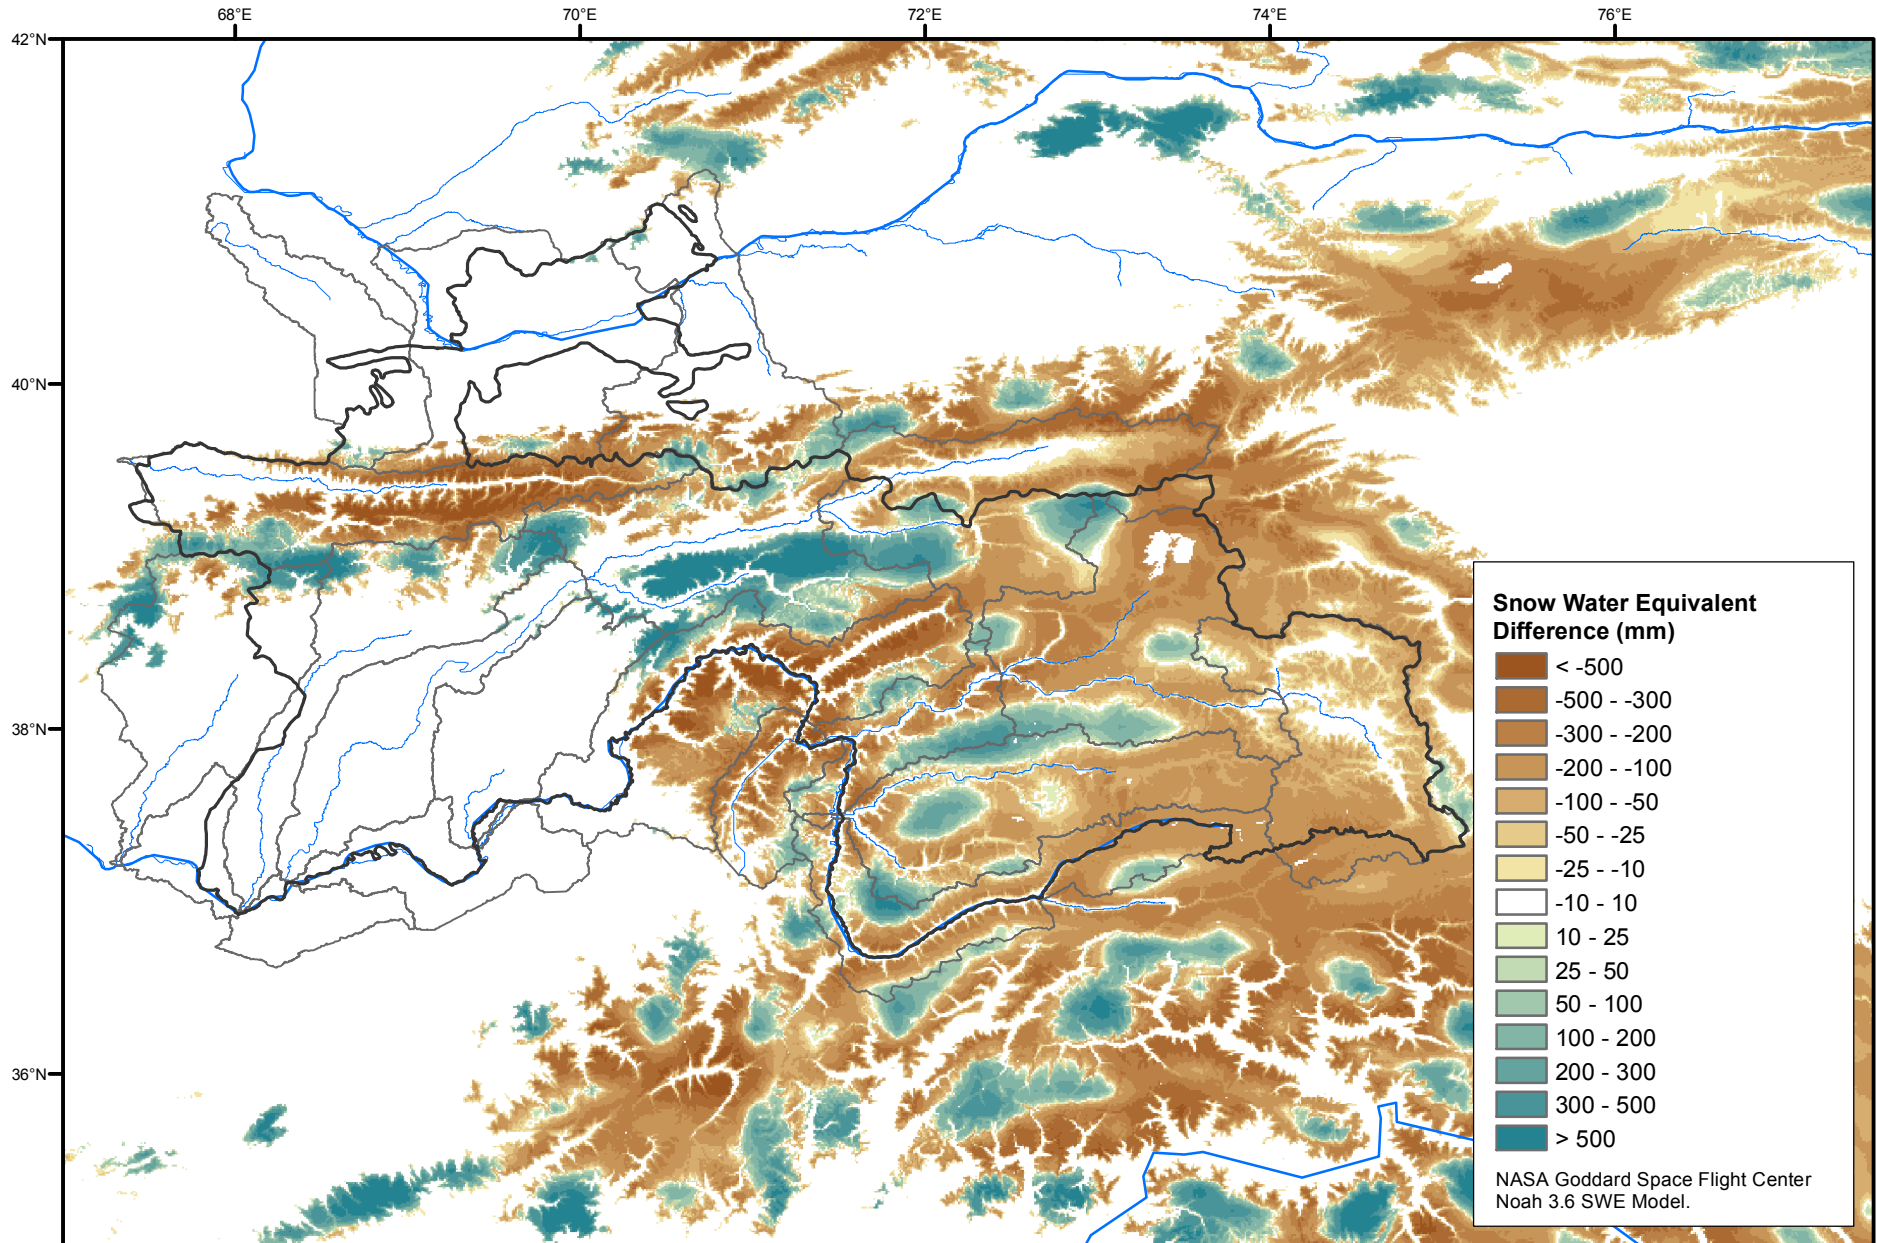 68°E
70°E
72°E
74°E
76°E
42°N
40°N
38°N
36°N
Snow Water Equivalent
Difference (mm)
< -500
-500 - -300
-300 - -200
-200 - -100
-100 - -50
-50 - -25
-25 - -10
-10 - 10
10 - 25
25 - 50
50 - 100
100 - 200
200 - 300
300 - 500
> 500
NASA Goddard Space Flight Center
Noah 3.6 SWE Model.